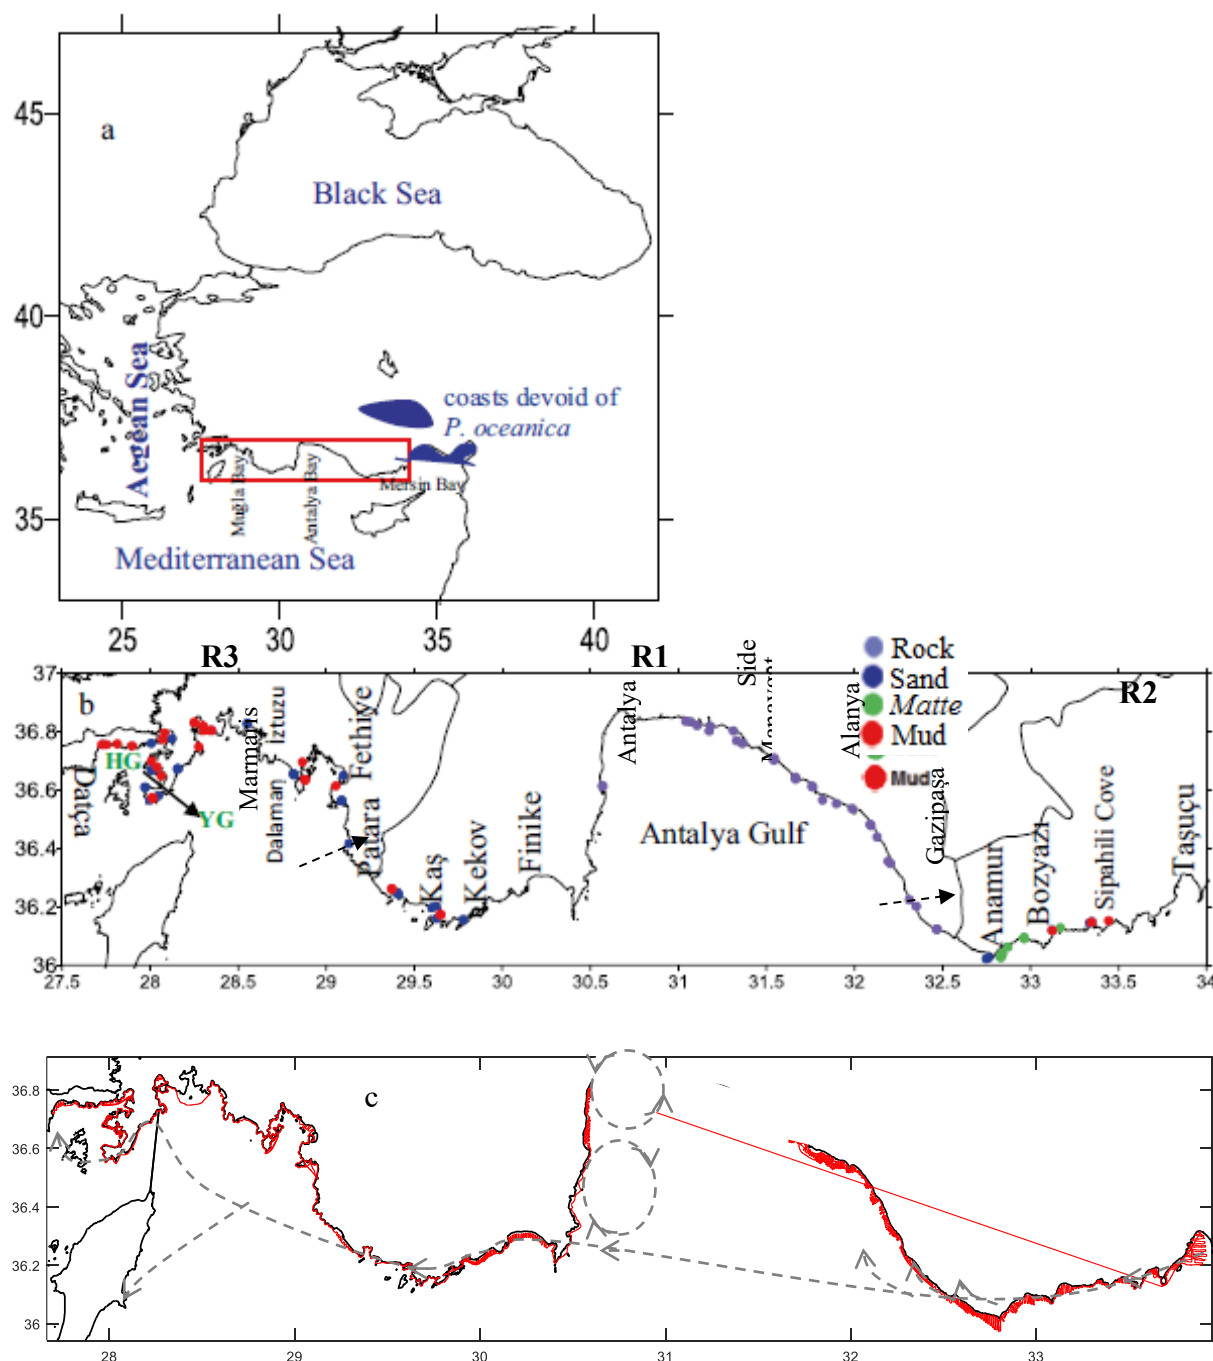 45
a
Black Sea
40
Aegean Sea
coasts devoid of
P. oceanica
Muğla Bay
Antalya Bay
Mersin Bay
35
Mediterranean Sea
25
30
35
40
R3
R1
R2
Side
Rock
Sand
Matte
Mud
Mud
37
b
36.8
36.6
36.4
36.2
36
HG
YG
Datça
Marmaris
İztuzu
Dalaman
Fethiye
Patara
Kaş
Kekov
Finike
Antalya
Antalya Gulf
Alanya
Gazipaşa
Anamur
Bozyazı
Sipahili Cove
Taşuçu
27.5
28
28.5
29
29.5
30
30.5
31
31.5
32
32.5
33
33.5
34
c
36.8
36.6
36.4
36.2
36
28
29
30
31
32
33